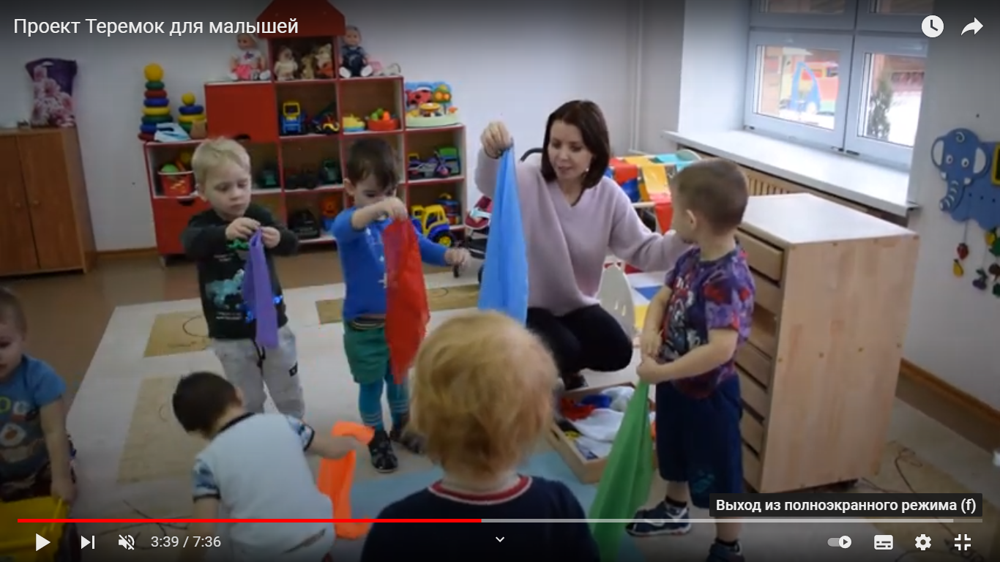 Проект Теремок для малышей
Выход из полноэкранного режима (f)
3:39 / 7:36